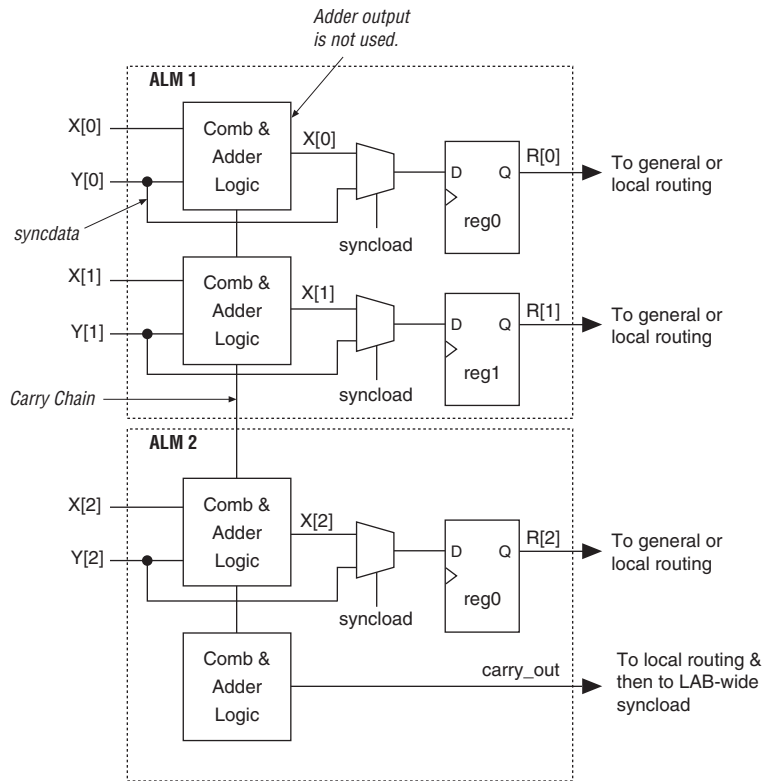 Adder output
is not used.
ALM 1
X[0]
Comb &
Adder
Logic
X[0]
Y[0]
syncdata
syncload
D
Q
reg0
R[0]
To general or
local routing
X[1]
Comb &
Adder
Logic
X[1]
Y[1]
syncload
D
Q
reg1
R[1]
To general or
local routing
Carry Chain
ALM 2
X[2]
Comb &
Adder
Logic
X[2]
Y[2]
syncload
D
Q
reg0
R[2]
To general or
local routing
Comb &
Adder
Logic
carry_out
To local routing &
then to LAB-wide
syncload